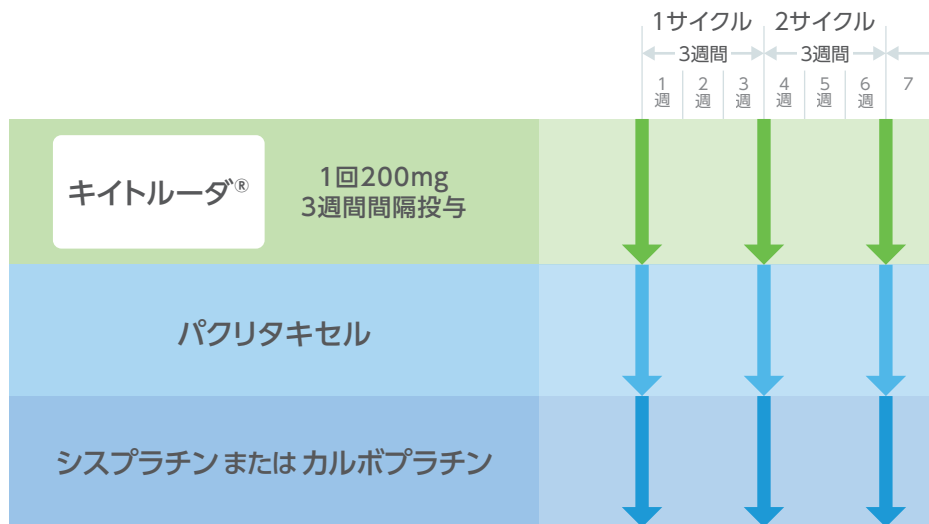 1サイクル 2サイクル
3週間 3週間
1週 2週 3週 4週 5週 6週 7
キイトルーダ®
1回200mg
3週間間隔投与
パクリタキセル
シスプラチン または カルボプラチン